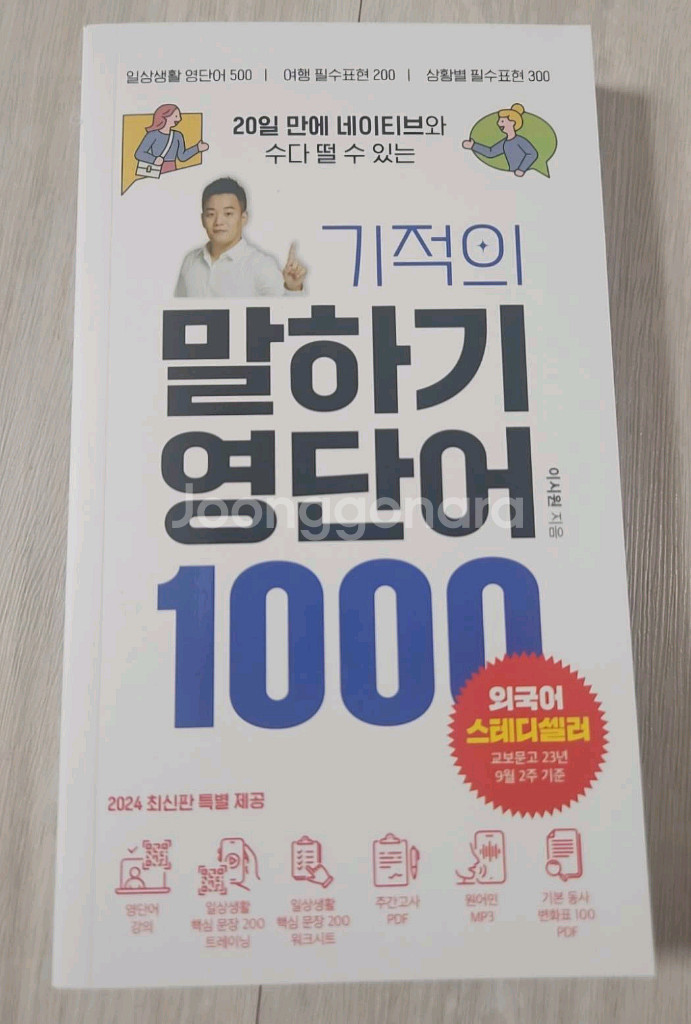 일상생활 영단어 500 | 여행 필수표현 200 | 상황별 필수표현 300
20일 만에 네이티브와
수다 떨 수 있는
기적의
말하기
영단어
이시원 지음
Joonggonara
1000
외국어
스테디셀러
교보문고 23년
9월 2주 기준
2024 최신판 특별 제공
영단어
강의
일상생활
핵심 문장 200
트레이닝
일상생활
핵심 문장 200
워크시트
주간고사
PDF
원어민
MP3
기본 동사
변화표 100
PDF